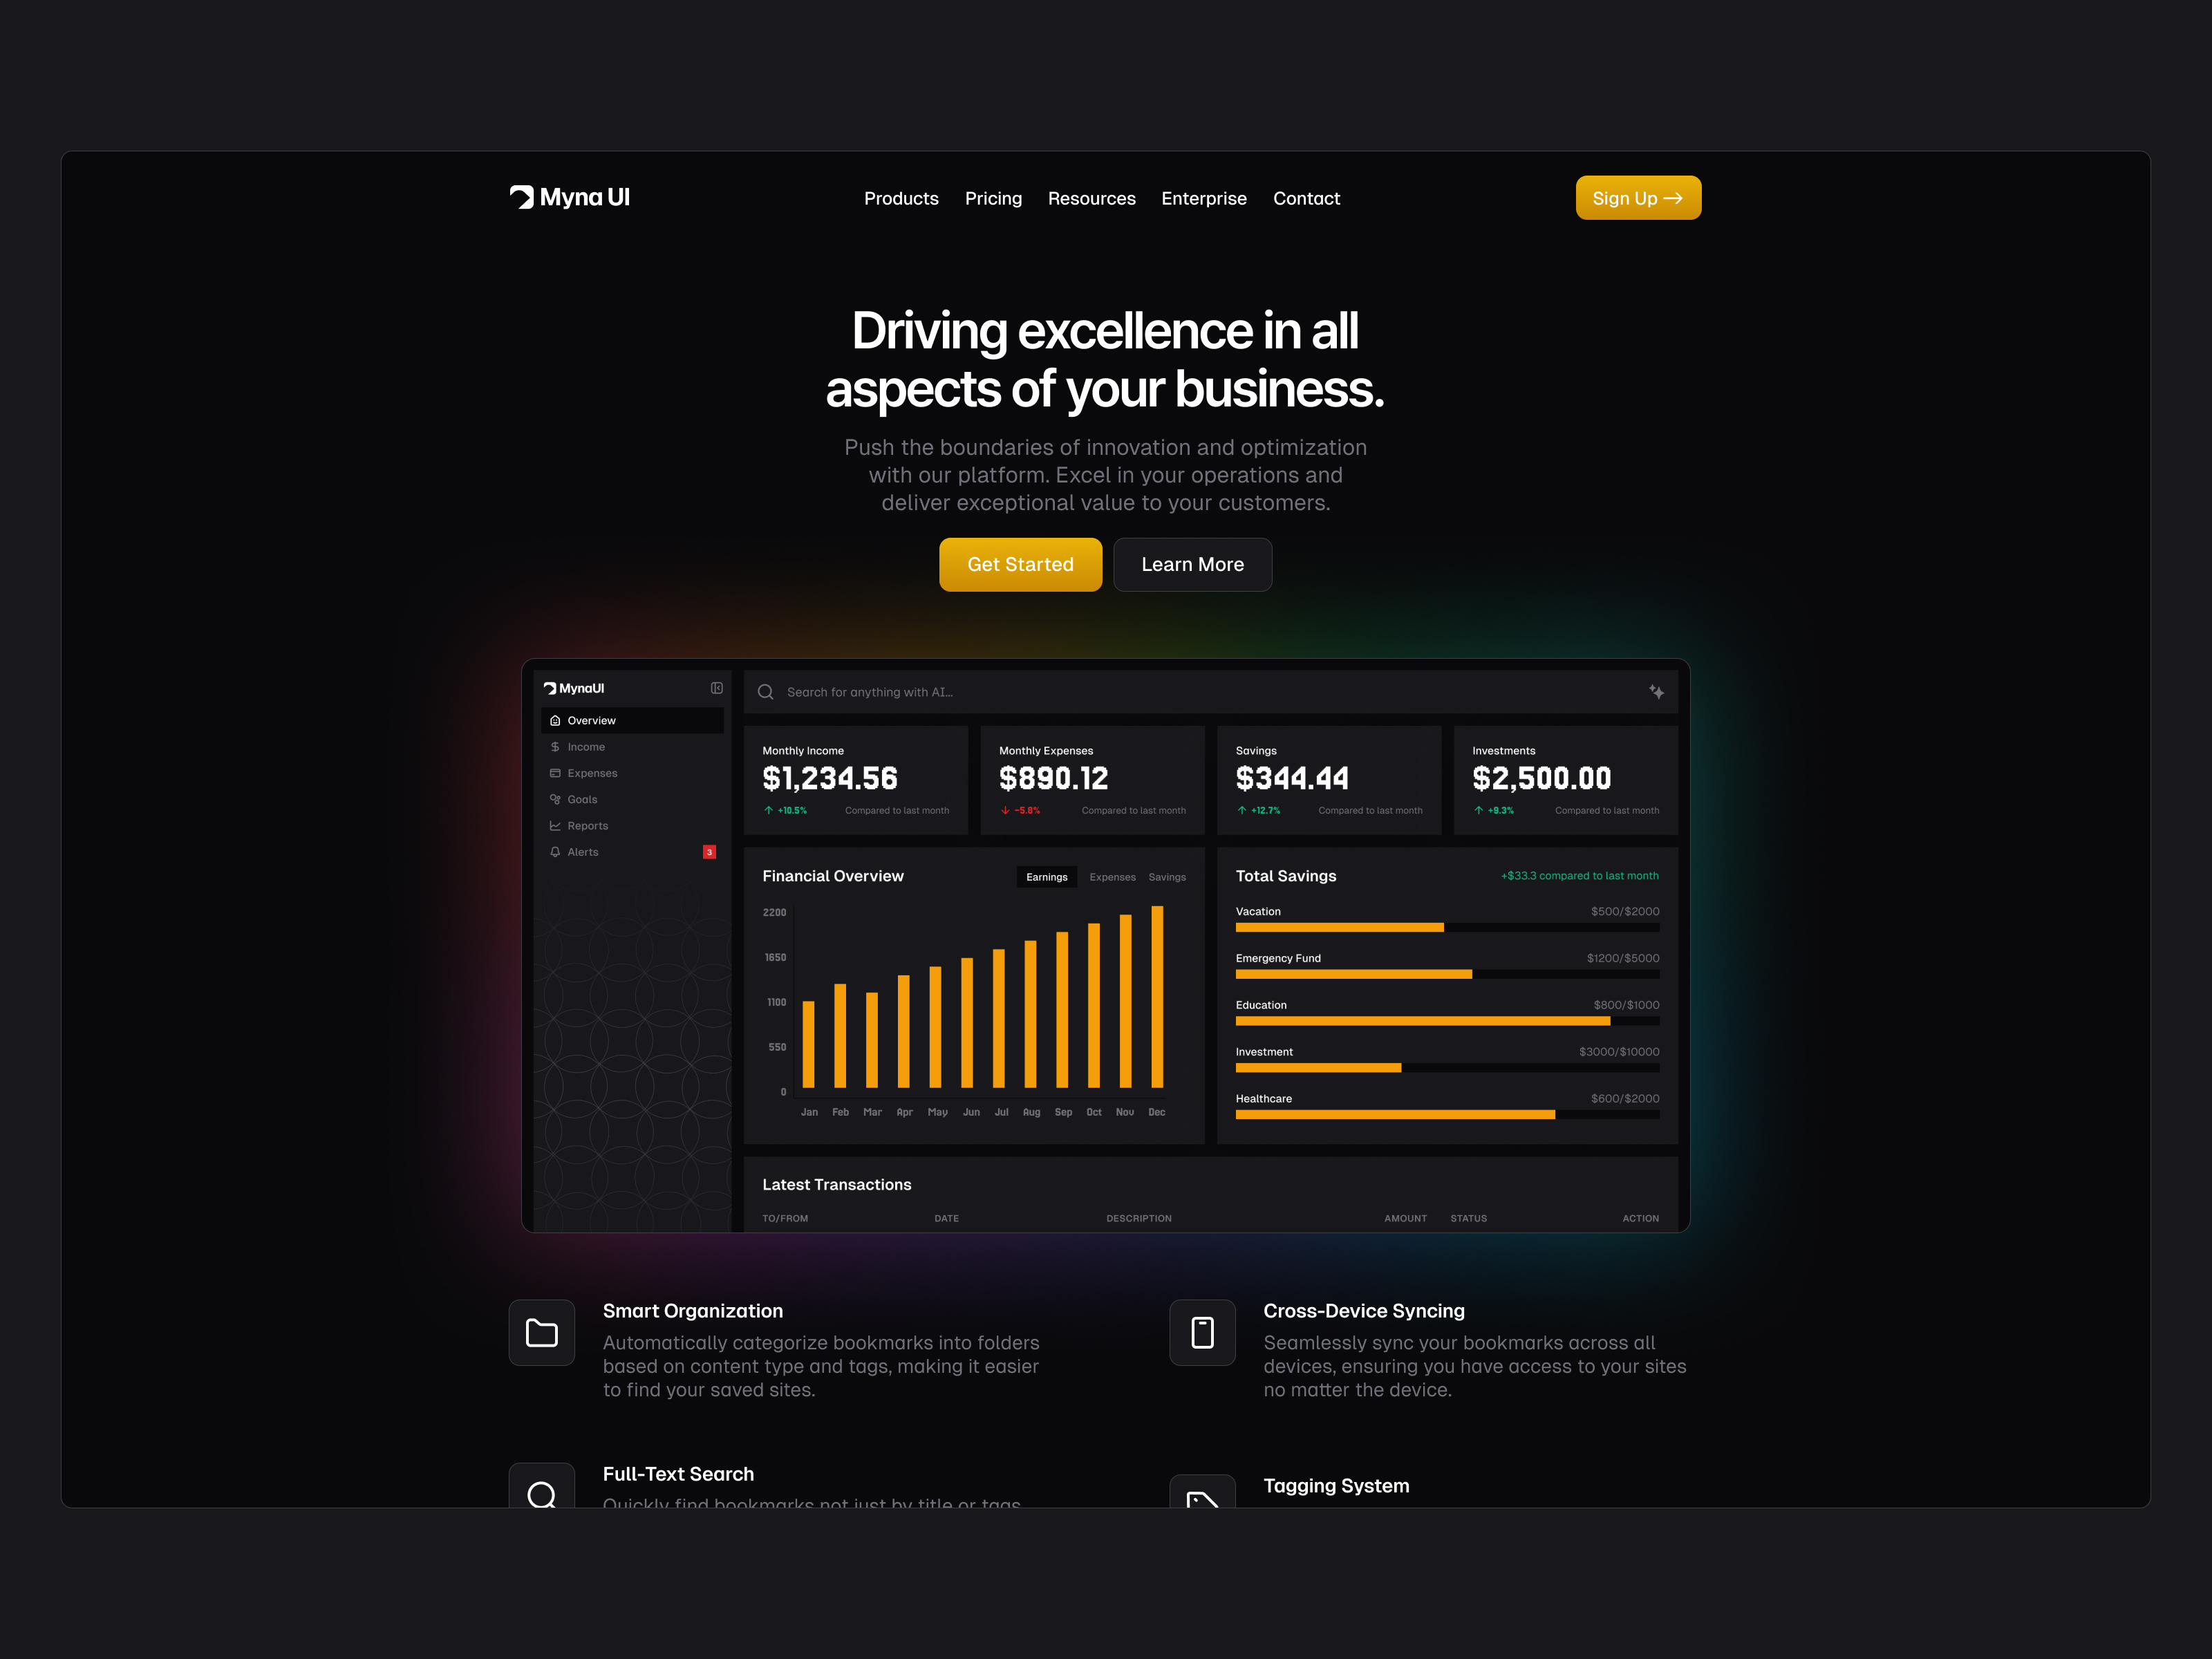 Myna UI
Products Pricing Resources Enterprise Contact
Sign Up
Driving excellence in all
aspects of your business.
Push the boundaries of innovation and optimization
with our platform. Excel in your operations and
deliver exceptional value to your customers.
Get Started Learn More
MynaUI
Overview
Income
Expenses
Goals
Reports
Alerts 3
Search for anything with AI...
Monthly Income
$1,234.56
+10.5% Compared to last month
Monthly Expenses
$890.12
-5.8% Compared to last month
Savings
$344.44
+12.7% Compared to last month
Investments
$2,500.00
+9.3% Compared to last month
Financial Overview
Earnings Expenses Savings
2200
1650
1100
550
0
Jan Feb Mar Apr May Jun Jul Aug Sep Oct Nov Dec
Total Savings +$33.3 compared to last month
Vacation $500/$2000
Emergency Fund $1200/$5000
Education $800/$1000
Investment $3000/$10000
Healthcare $600/$2000
Latest Transactions
TO/FROM DATE DESCRIPTION AMOUNT STATUS ACTION
Smart Organization
Automatically categorize bookmarks into folders
based on content type and tags, making it easier
to find your saved sites.
Cross-Device Syncing
Seamlessly sync your bookmarks across all
devices, ensuring you have access to your sites
no matter the device.
Full-Text Search
Quickly find bookmarks not just by title or tags
Tagging System